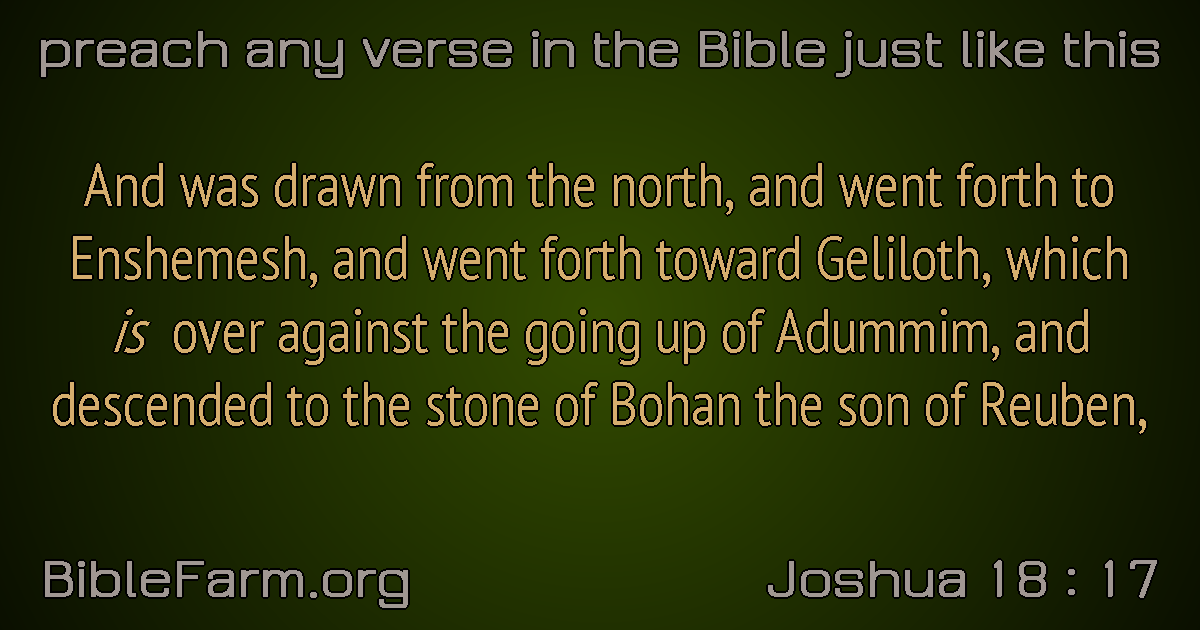 preach any verse in the Bible just like this
And was drawn from the north, and went forth to
Enshemesh, and went forth toward Geliloth, which
is over against the going up of Adummim, and
descended to the stone of Bohan the son of Reuben,
BibleFarm.org
Joshua 18 : 17